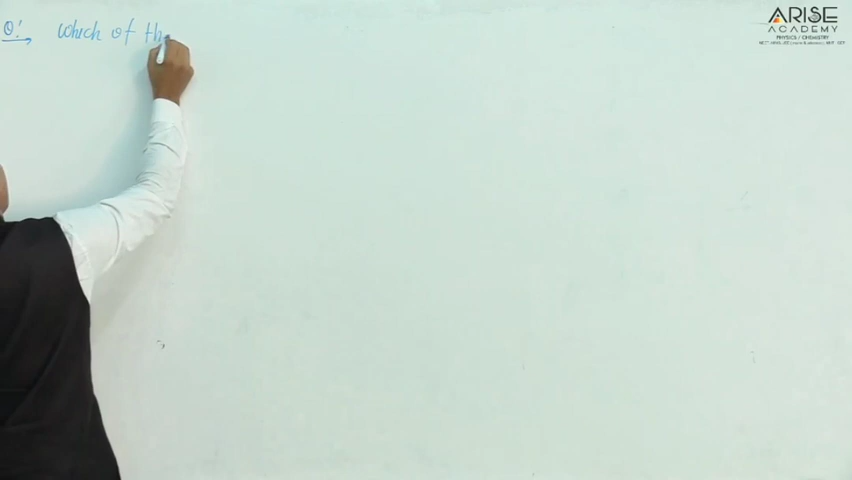 Q! Which of th
ARISE
ACADEMY
PHYSICS / CHEMISTRY